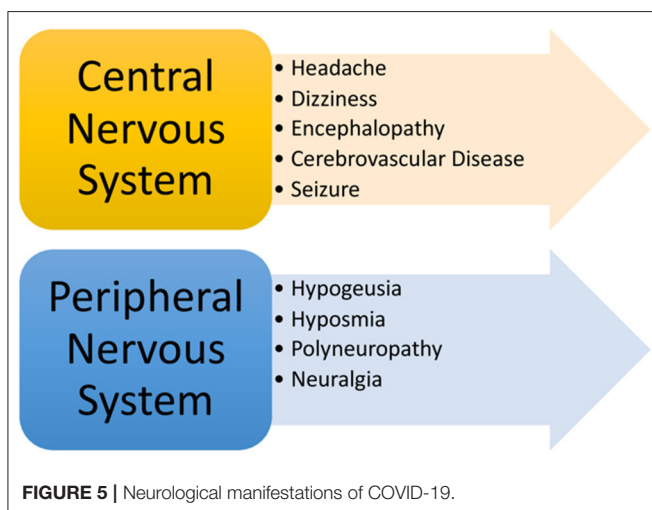 Central
Nervous
System
• Headache
• Dizziness
• Encephalopathy
• Cerebrovascular Disease
• Seizure
Peripheral
Nervous
System
• Hypogeusia
• Hyposmia
• Polyneuropathy
• Neuralgia
FIGURE 5 | Neurological manifestations of COVID-19.